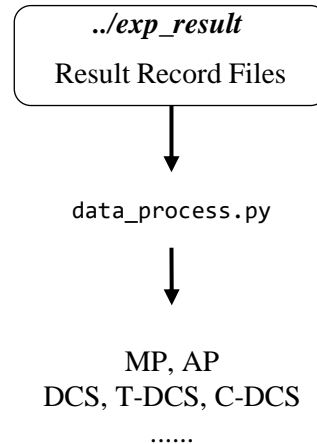 ../exp_result
Result Record Files
data_process.py
MP, AP
DCS, T-DCS, C-DCS
......